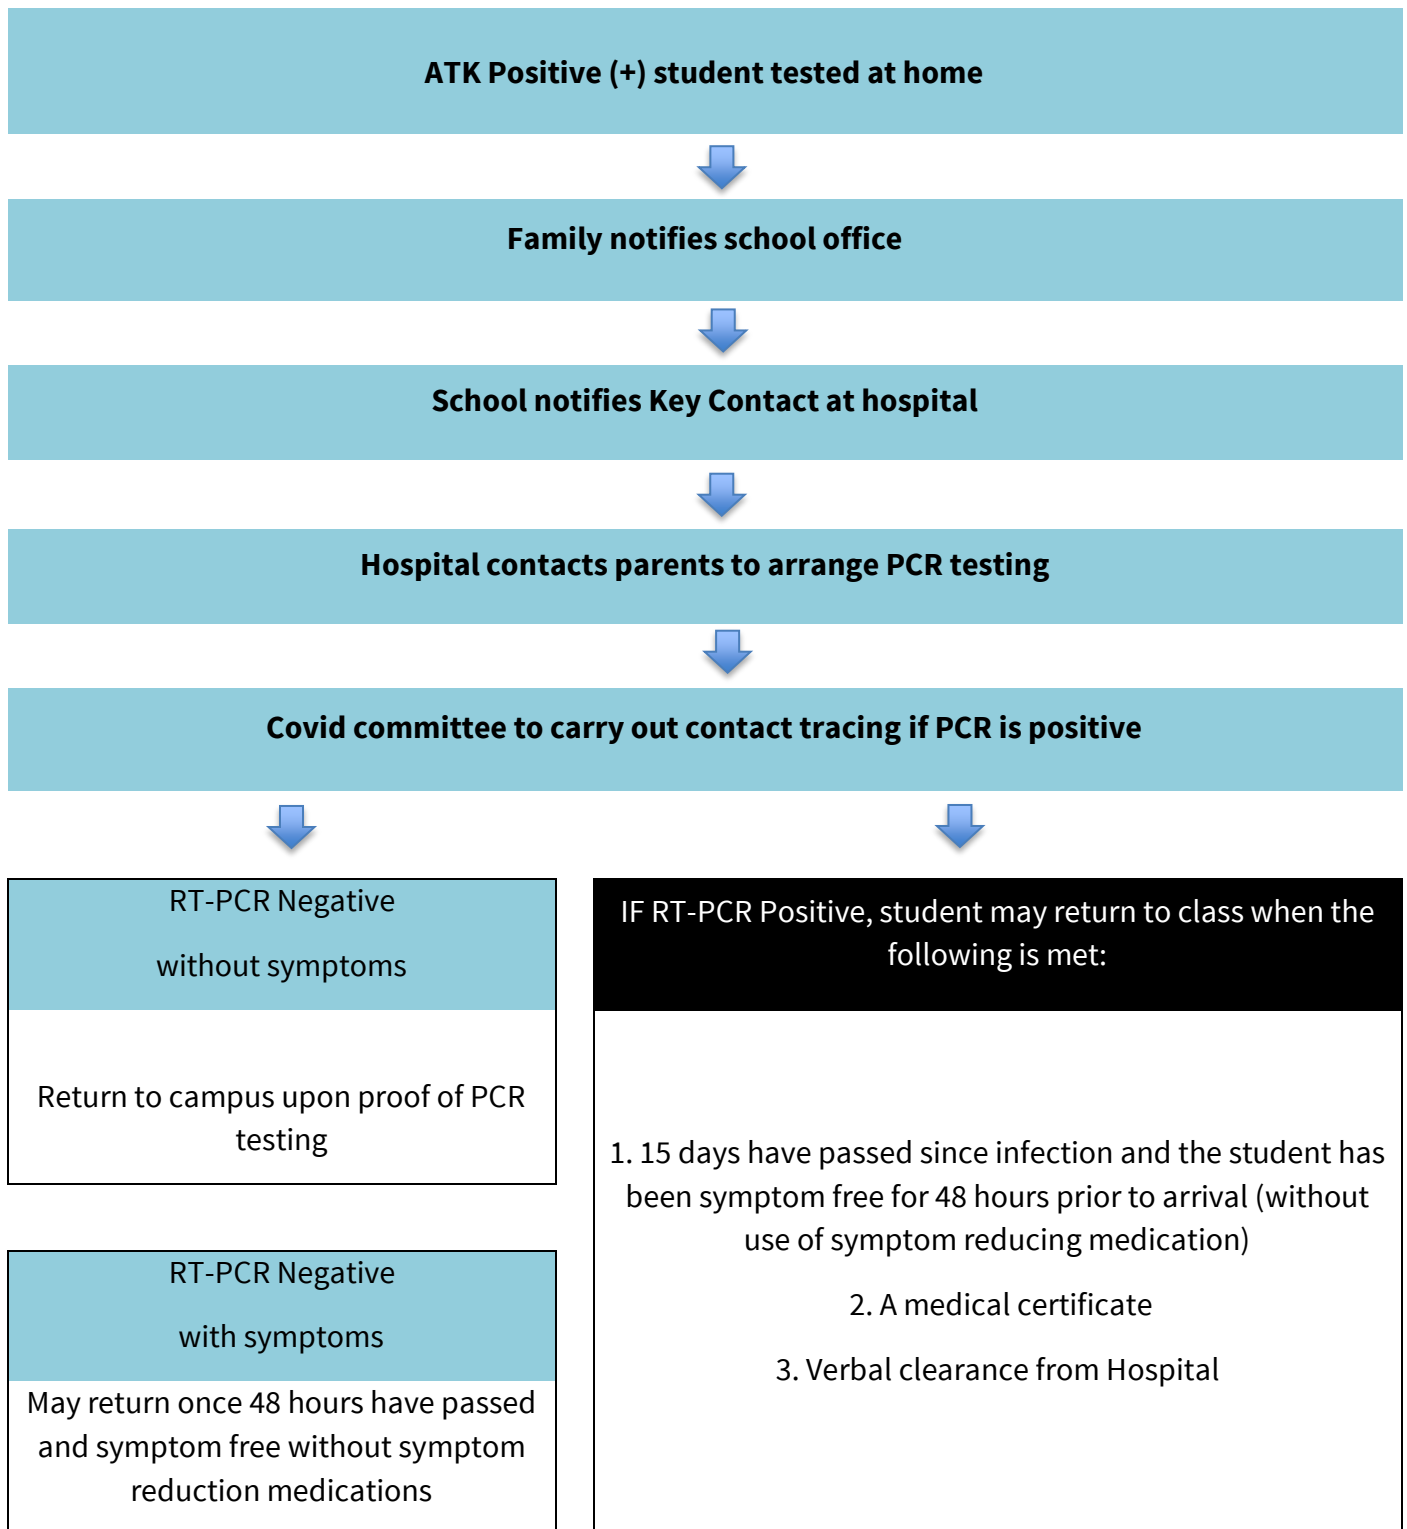 ATK Positive (+) student tested at home
Family notifies school office
School notifies Key Contact at hospital
Hospital contacts parents to arrange PCR testing
Covid committee to carry out contact tracing if PCR is positive
RT-PCR Negative
without symptoms
Return to campus upon proof of PCR
testing
RT-PCR Negative
with symptoms
May return once 48 hours have passed
and symptom free without symptom
reduction medications
IF RT-PCR Positive, student may return to class when the
following is met:
1. 15 days have passed since infection and the student has
been symptom free for 48 hours prior to arrival (without
use of symptom reducing medication)
2. A medical certificate
3. Verbal clearance from Hospital